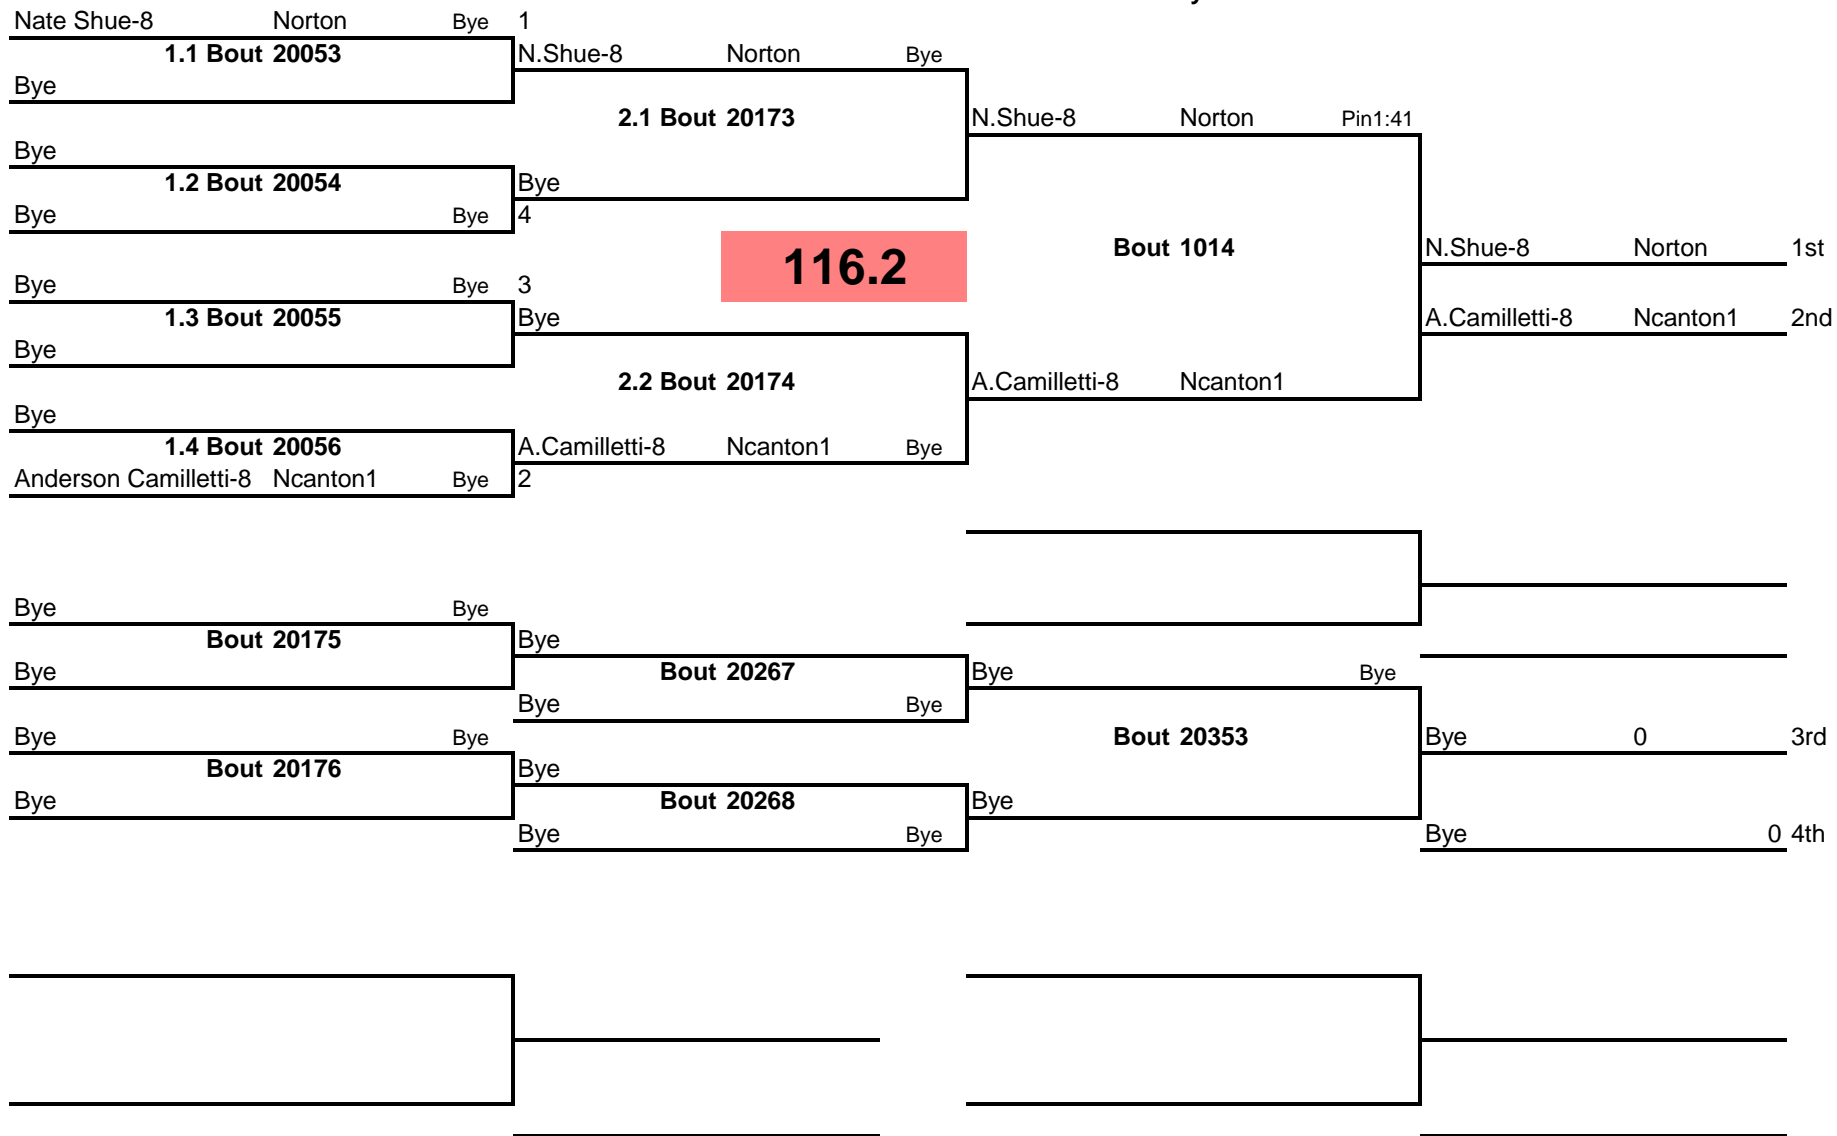 Nate Shue-8 Norton Bye 1
1.1 Bout 20053 N.Shue-8 Norton Bye
Bye
2.1 Bout 20173 N.Shue-8 Norton Pin1:41
Bye
1.2 Bout 20054 Bye
Bye Bye 4
116.2 Bout 1014 N.Shue-8 Norton 1st
Bye Bye 3
1.3 Bout 20055 Bye A.Camilletti-8 Ncanton1 2nd
Bye
2.2 Bout 20174 A.Camilletti-8 Ncanton1
Bye
1.4 Bout 20056 A.Camilletti-8 Ncanton1 Bye
Anderson Camilletti-8 Ncanton1 Bye 2
Bye Bye
Bout 20175 Bye
Bye Bout 20267 Bye Bye
Bye Bye
Bye Bye Bout 20353 Bye 0 3rd
Bout 20176 Bye
Bye Bout 20268 Bye
Bye Bye Bye 0 4th